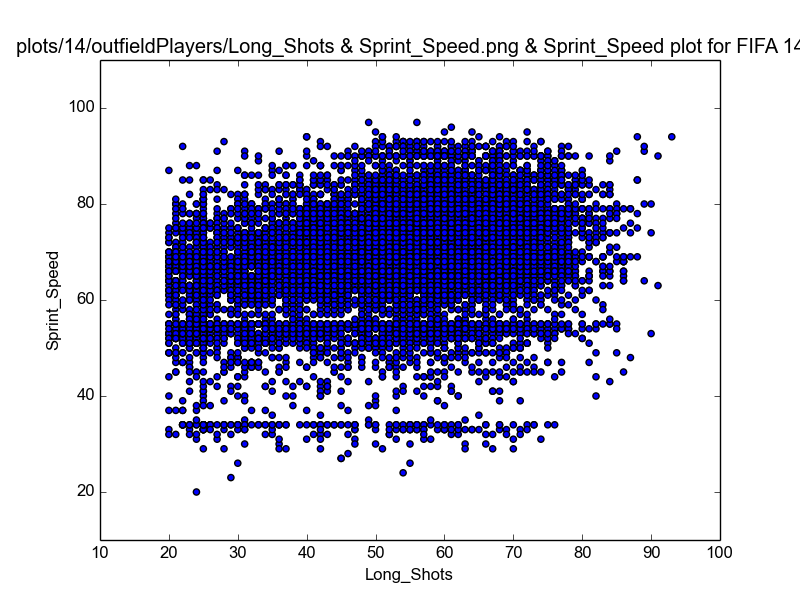 plots/14/outfieldPlayers/Long_Shots & Sprint_Speed.png & Sprint_Speed plot for FIFA 14
100
80
60
40
20
Sprint_Speed
10 20 30 40 50 60 70 80 90 100
Long_Shots